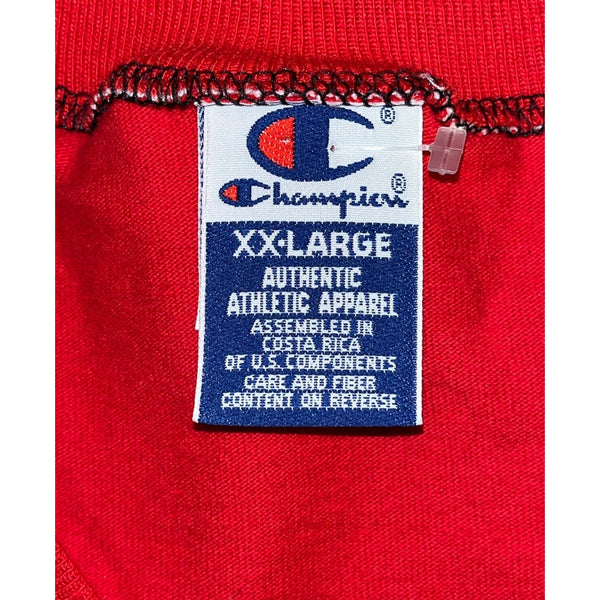 ®
Champion®
XX-LARGE
AUTHENTIC
ATHLETIC APPAREL
ASSEMBLED IN
COSTA RICA
OF U.S. COMPONENTS
CARE AND FIBER
CONTENT ON REVERSE